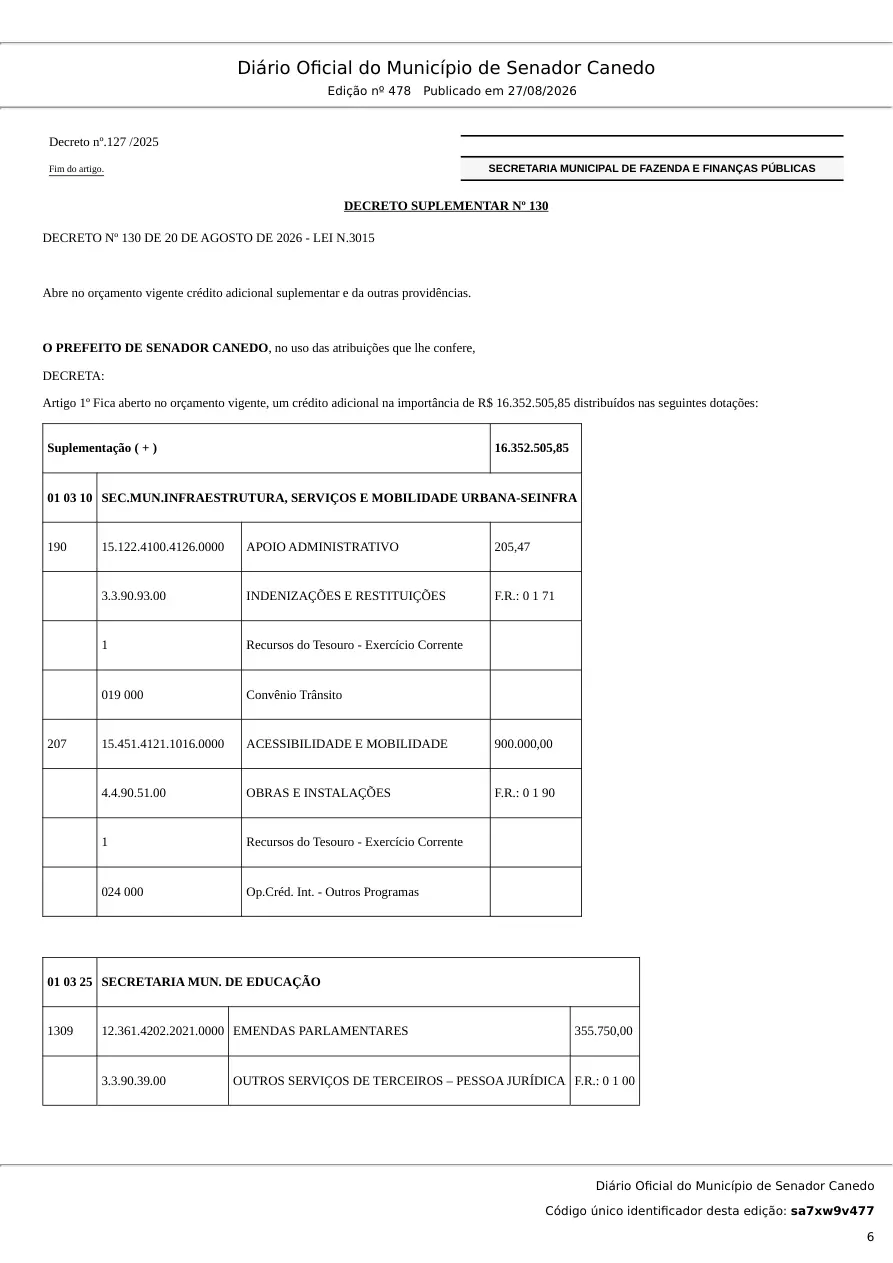 Diário Oficial do Município de Senador Canedo
Edição nº 478 Publicado em 27/08/2026
Decreto nº.127 /2025
Fim do artigo.
SECRETARIA MUNICIPAL DE FAZENDA E FINANÇAS PÚBLICAS
DECRETO SUPLEMENTAR Nº 130
DECRETO Nº 130 DE 20 DE AGOSTO DE 2026 - LEI N.3015
Abre no orçamento vigente crédito adicional suplementar e da outras providências.
O PREFEITO DE SENADOR CANEDO, no uso das atribuições que lhe confere,
DECRETA:
Artigo 1º Fica aberto no orçamento vigente, um crédito adicional na importância de R$ 16.352.505,85 distribuídos nas seguintes dotações:
Suplementação ( + ) 16.352.505,85
01 03 10 SEC.MUN.INFRAESTRUTURA, SERVIÇOS E MOBILIDADE URBANA-SEINFRA
190 15.122.4100.4126.0000 APOIO ADMINISTRATIVO 205,47
3.3.90.93.00 INDENIZAÇÕES E RESTITUIÇÕES F.R.: 0 1 71
1 Recursos do Tesouro - Exercício Corrente
019 000 Convênio Trânsito
207 15.451.4121.1016.0000 ACESSIBILIDADE E MOBILIDADE 900.000,00
4.4.90.51.00 OBRAS E INSTALAÇÕES F.R.: 0 1 90
1 Recursos do Tesouro - Exercício Corrente
024 000 Op.Créd. Int. - Outros Programas
01 03 25 SECRETARIA MUN. DE EDUCAÇÃO
1309 12.361.4202.2021.0000 EMENDAS PARLAMENTARES 355.750,00
3.3.90.39.00 OUTROS SERVIÇOS DE TERCEIROS – PESSOA JURÍDICA F.R.: 0 1 00
Diário Oficial do Município de Senador Canedo
Código único identificador desta edição: sa7xw9v477
6